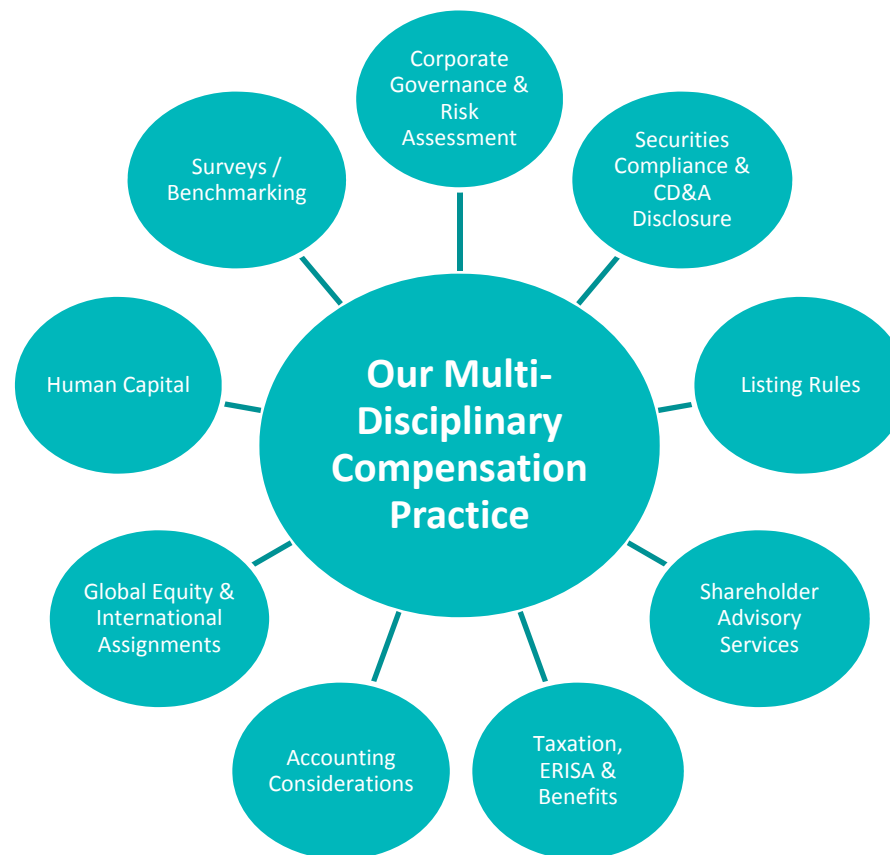 Corporate
Governance &
Risk
Assessment
Securities
Compliance &
CD&A
Disclosure
Surveys /
Benchmarking
Human Capital
Our Multi-
Disciplinary
Compensation
Practice
Listing Rules
Global Equity &
International
Assignments
Shareholder
Advisory
Services
Accounting
Considerations
Taxation,
ERISA &
Benefits